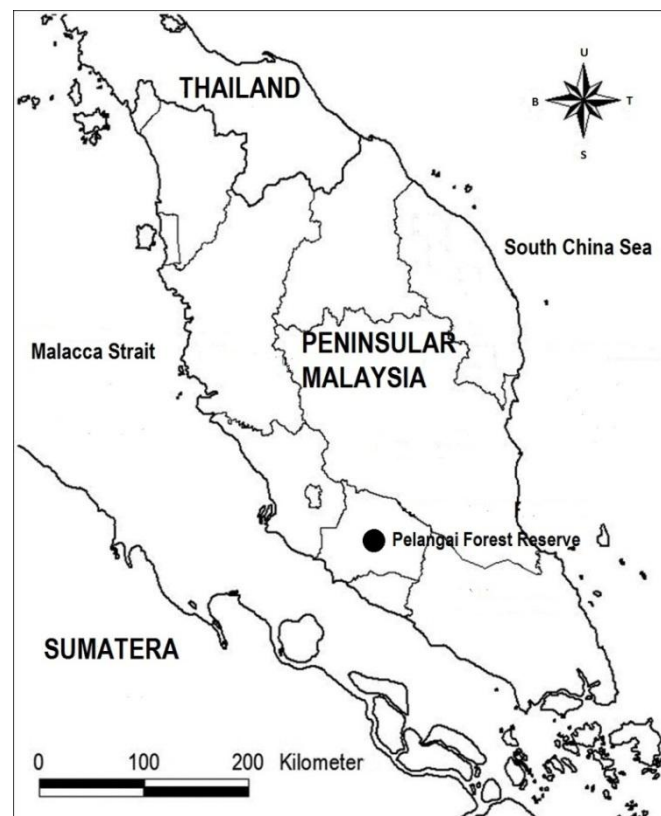 THAILAND
U
B
T
S
South China Sea
Malacca Strait
PENINSULAR
MALAYSIA
Pelangai Forest Reserve
SUMATERA
0 100 200 Kilometer